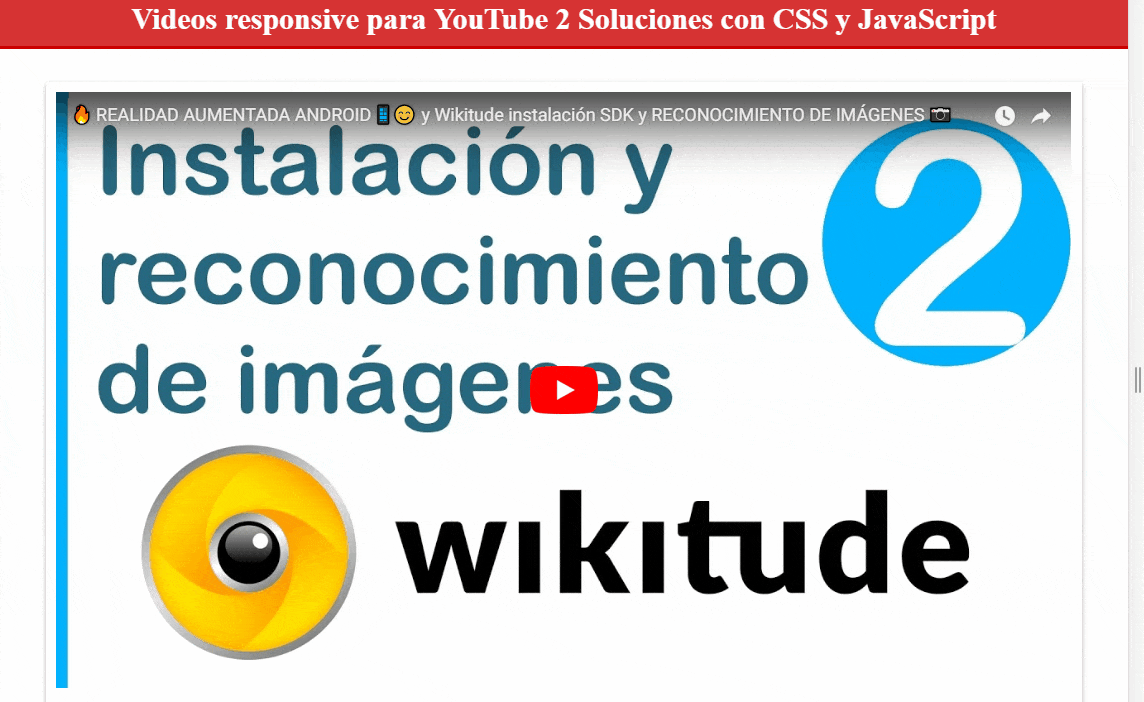 Videos responsive para YouTube 2 Soluciones con CSS y JavaScript
🔥 REALIDAD AUMENTADA ANDROID📱😊 y Wikitude instalación SDK y RECONOCIMIENTO DE IMÁGENES 📷
Instalación y
2
reconocimiento
de imágenes
wikitude